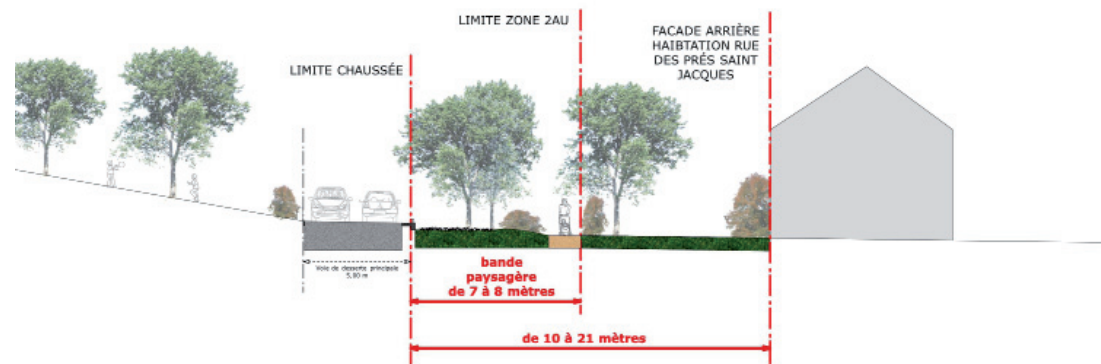 LIMITE ZONE 2AU
FACADE ARRIÈRE
HAIBTATION RUE
DES PRÉS SAINT
JACQUES
LIMITE CHAUSSÉE
Voie de desserte principale
5,80 m
bande
paysagère
de 7 à 8 mètres
de 10 à 21 mètres